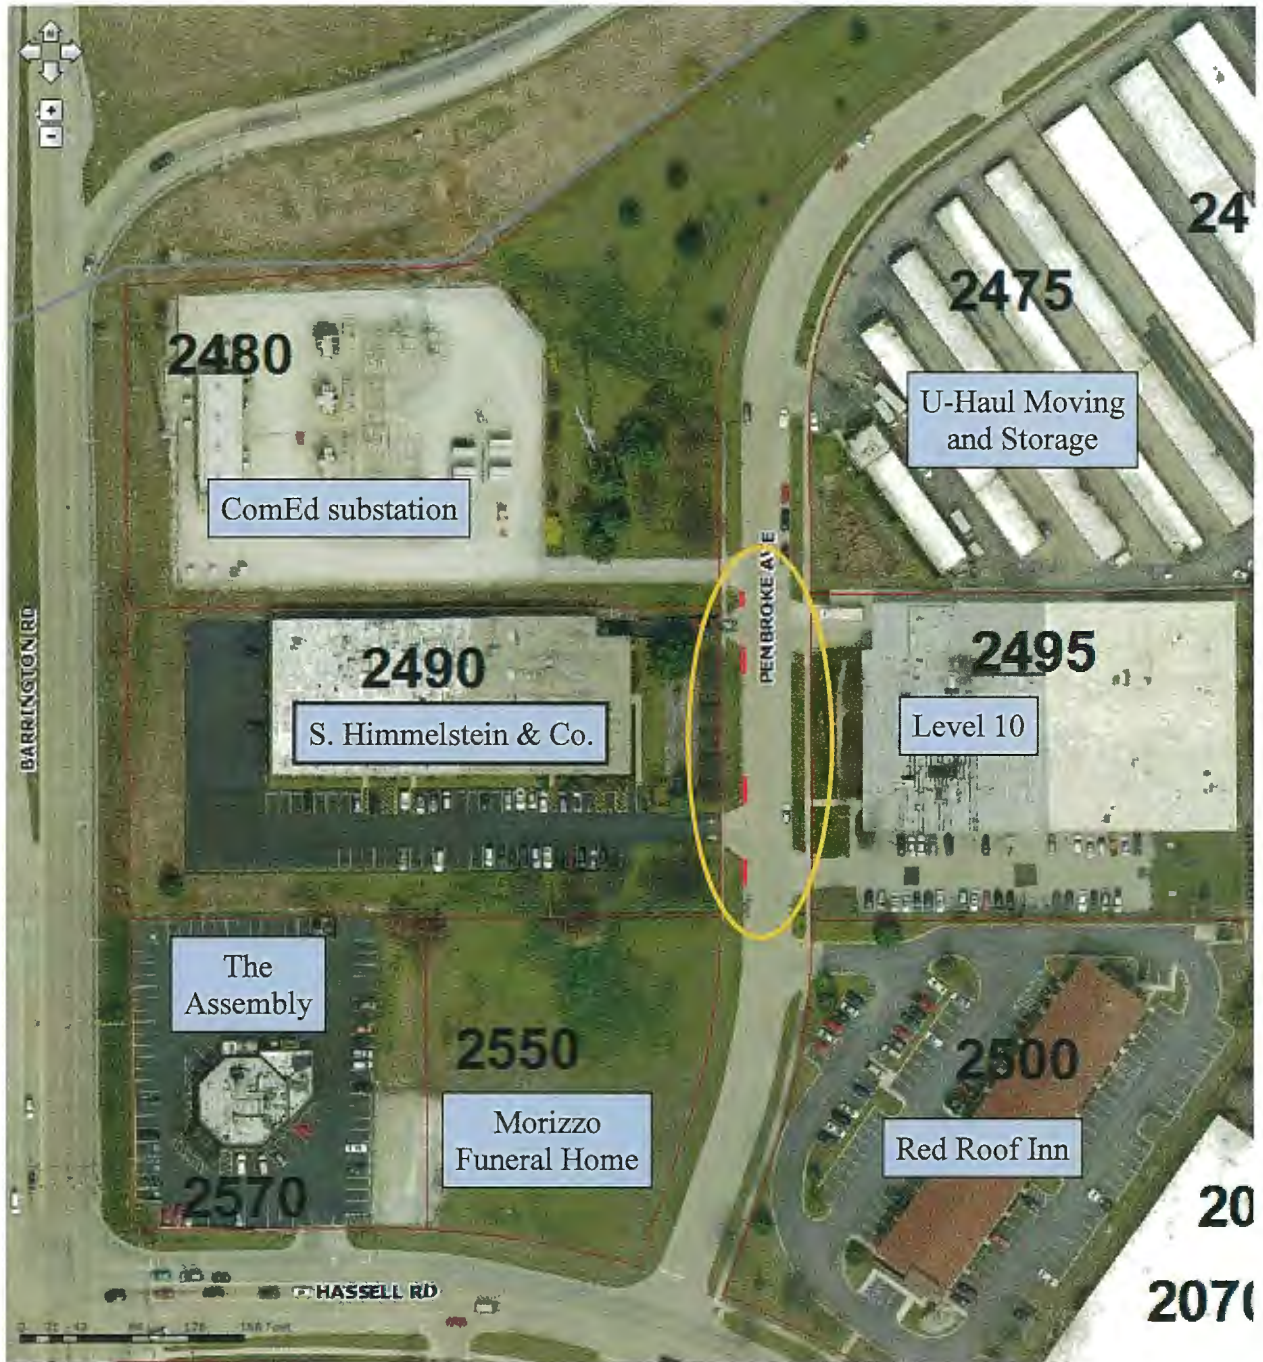 24
2475
2480
U-Haul Moving
and Storage
ComEd substation
PENBROKE AVE
BARRINGTON RD
2490
S. Himmelstein & Co.
2495
Level 10
The
Assembly
2550
2500
Morizzo
Funeral Home
Red Roof Inn
2570
20
HASSELL RD
2070